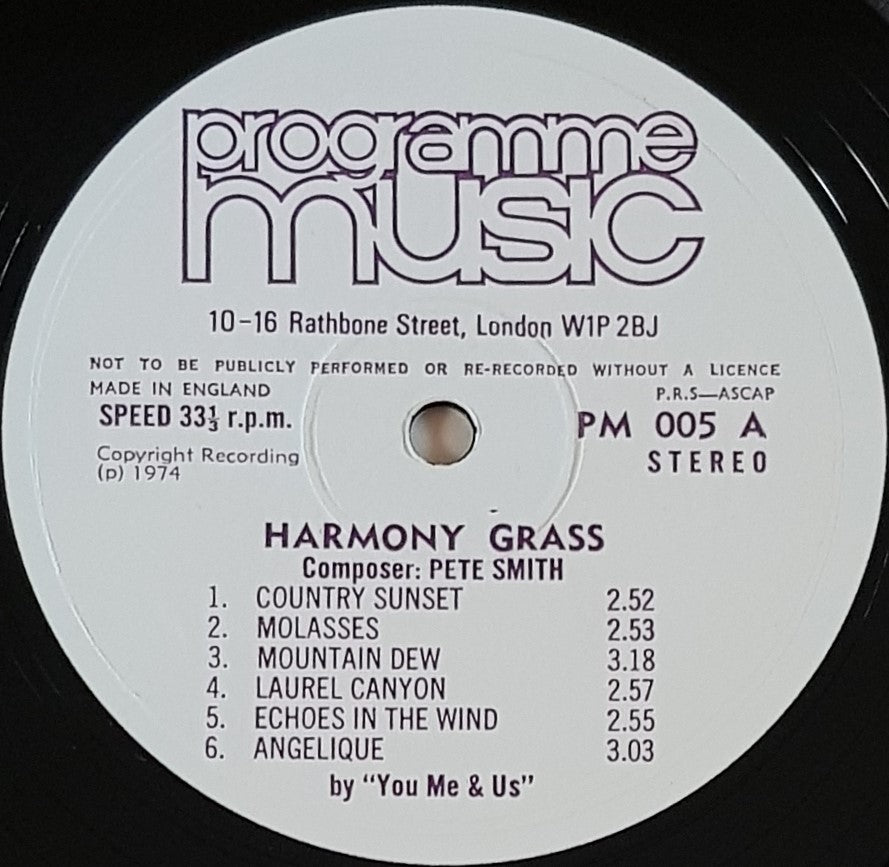 programme
music
10-16 Rathbone Street, London W1P 2BJ
NOT TO BE PUBLICLY PERFORMED OR RE-RECORDED WITHOUT A LICENCE
MADE IN ENGLAND
P.R.S—ASCAP
SPEED 33⅓ r.p.m.
PM 005 A
Copyright Recording
(p) 1974
STEREO
HARMONY GRASS
Composer: PETE SMITH
1. COUNTRY SUNSET 2.52
2. MOLASSES 2.53
3. MOUNTAIN DEW 3.18
4. LAUREL CANYON 2.57
5. ECHOES IN THE WIND 2.55
6. ANGELIQUE 3.03
by "You Me & Us"